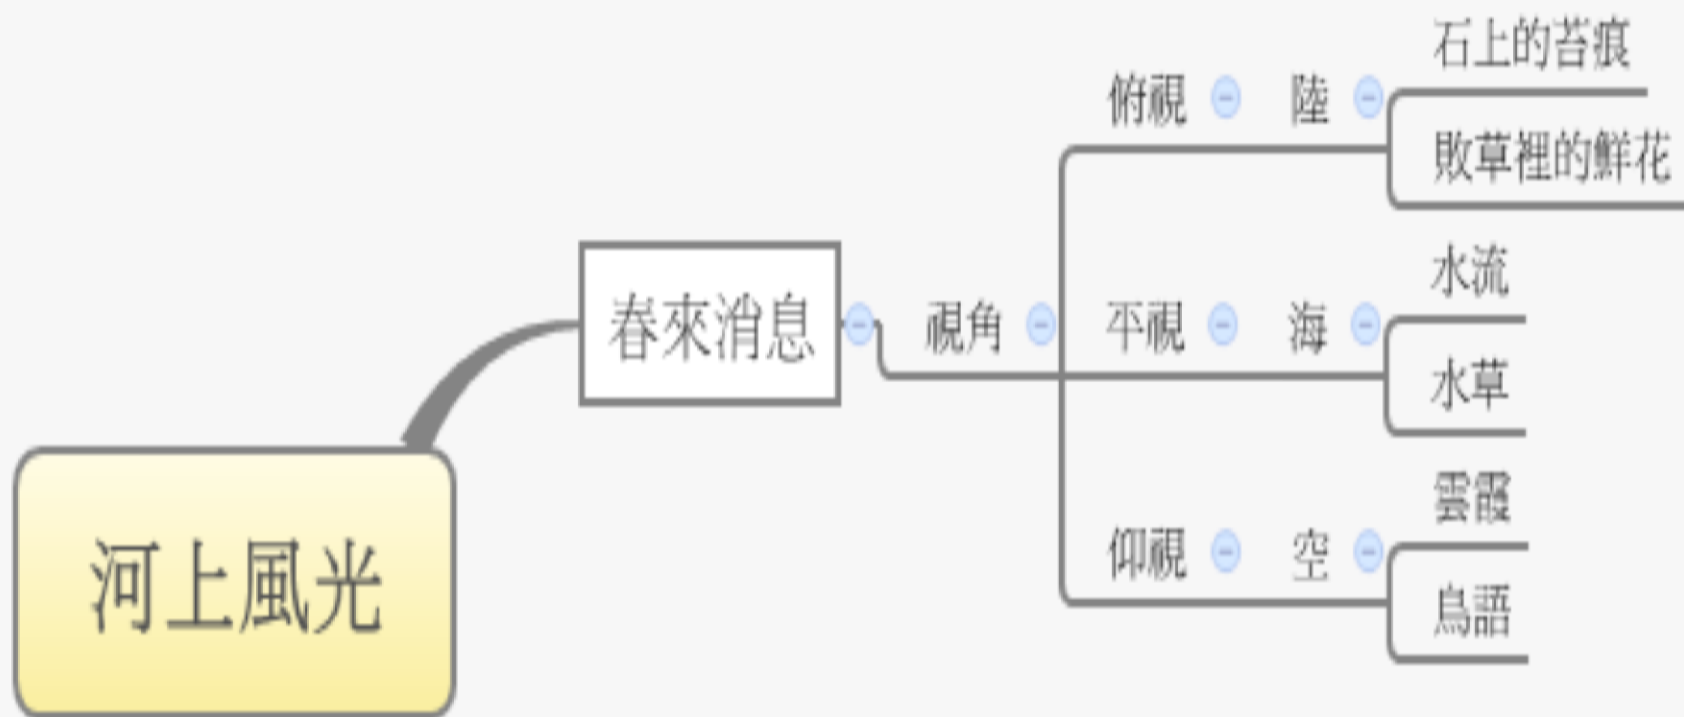 河上風光
春來消息
視角
俯視
陸
石上的苔痕
敗草裡的鮮花
平視
海
水流
水草
仰視
空
雲霞
鳥語